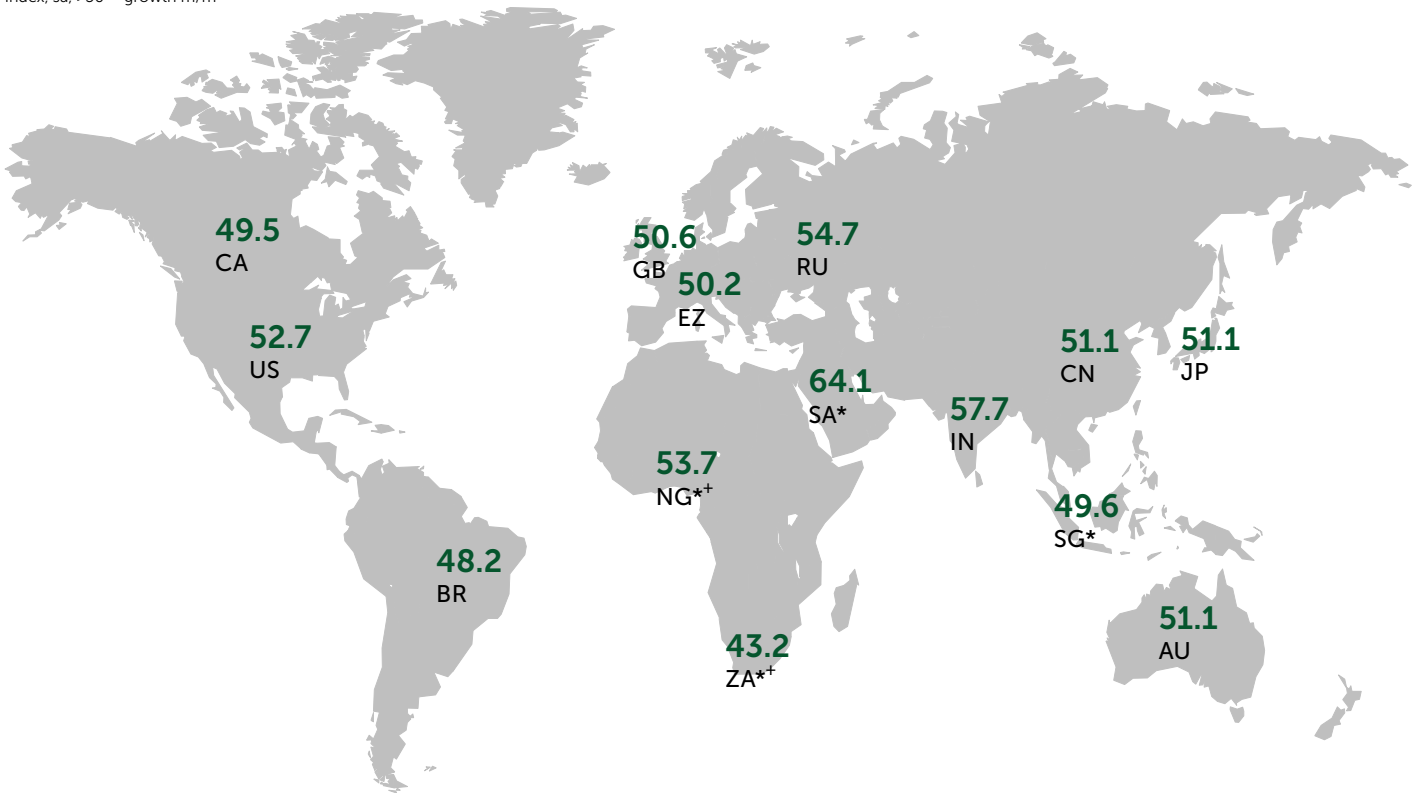 49.5
CA
50.6
GB
54.7
RU
50.2
EZ
52.7
US
51.1
CN
51.1
JP
64.1
SA*
57.7
IN
53.7
NG*+
49.6
SG*
48.2
BR
51.1
AU
43.2
ZA*+